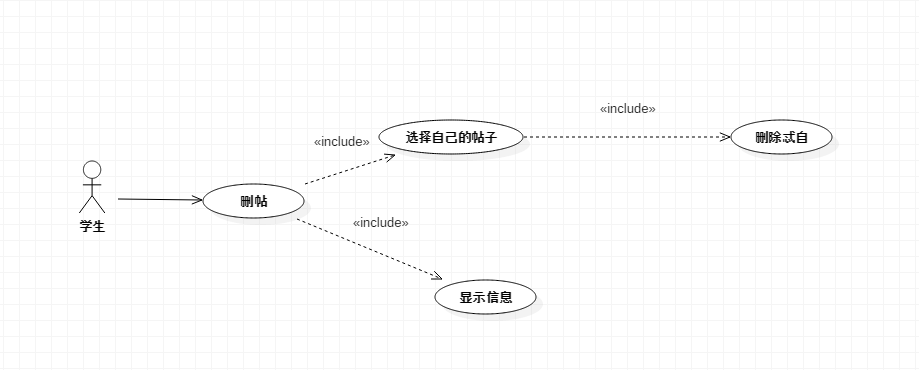 «include»
选择自己的帖子
删除忒自
«include»
学生
删帖
«include»
显示信息